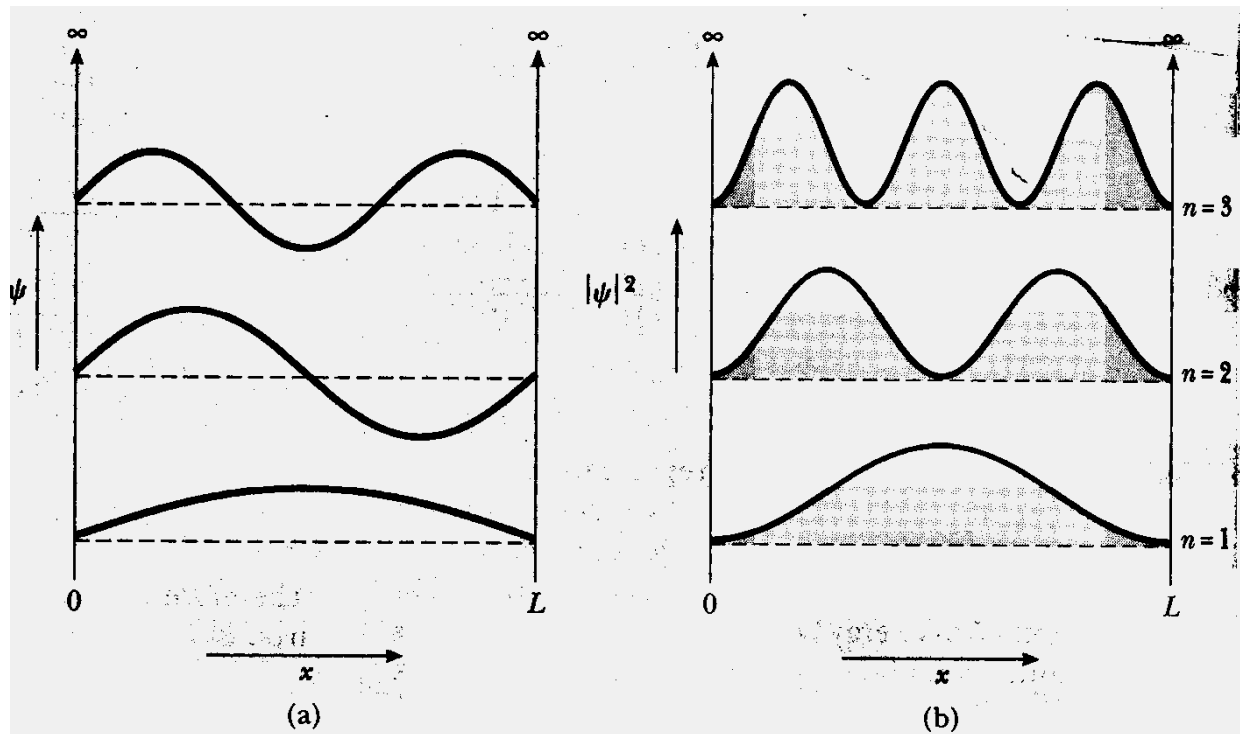 ∞ ∞
ψ
0 L
x
(a)
∞ ∞
|ψ|²
n = 3
n = 2
n = 1
0 L
x
(b)